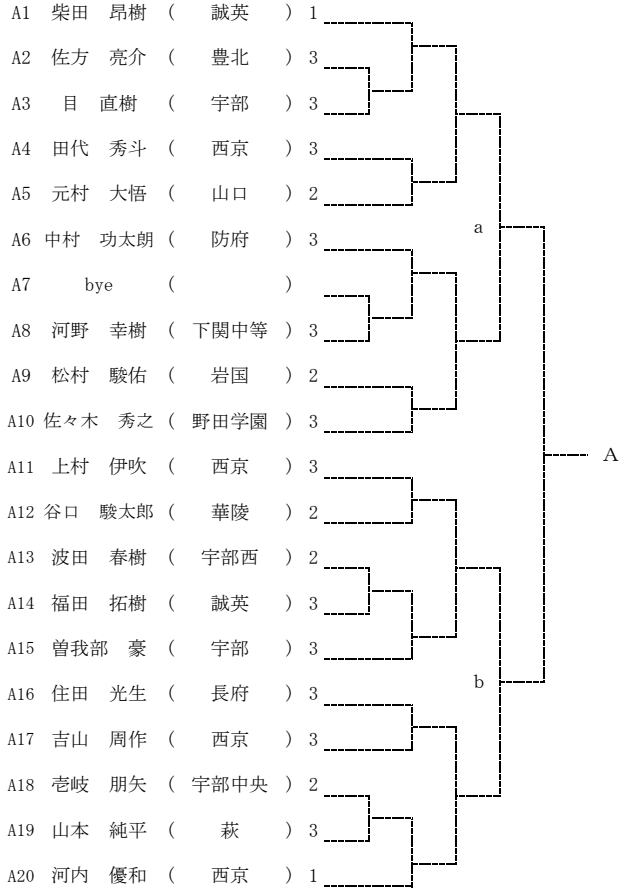 A1 柴田 昂樹 ( 誠英 ) 1
A2 佐方 亮介 ( 豊北 ) 3
A3 目 直樹 ( 宇部 ) 3
A4 田代 秀斗 ( 西京 ) 3
A5 元村 大悟 ( 山口 ) 2
A6 中村 功太朗 ( 防府 ) 3
a
A7 bye ( )
A8 河野 幸樹 ( 下関中等 ) 3
A9 松村 駿佑 ( 岩国 ) 2
A10 佐々木 秀之 ( 野田学園 ) 3
A
A11 上村 伊吹 ( 西京 ) 3
A12 谷口 駿太郎 ( 華陵 ) 2
A13 波田 春樹 ( 宇部西 ) 2
A14 福田 拓樹 ( 誠英 ) 3
A15 曽我部 豪 ( 宇部 ) 3
b
A16 住田 光生 ( 長府 ) 3
A17 吉山 周作 ( 西京 ) 3
A18 壱岐 朋矢 ( 宇部中央 ) 2
A19 山本 純平 ( 萩 ) 3
A20 河内 優和 ( 西京 ) 1